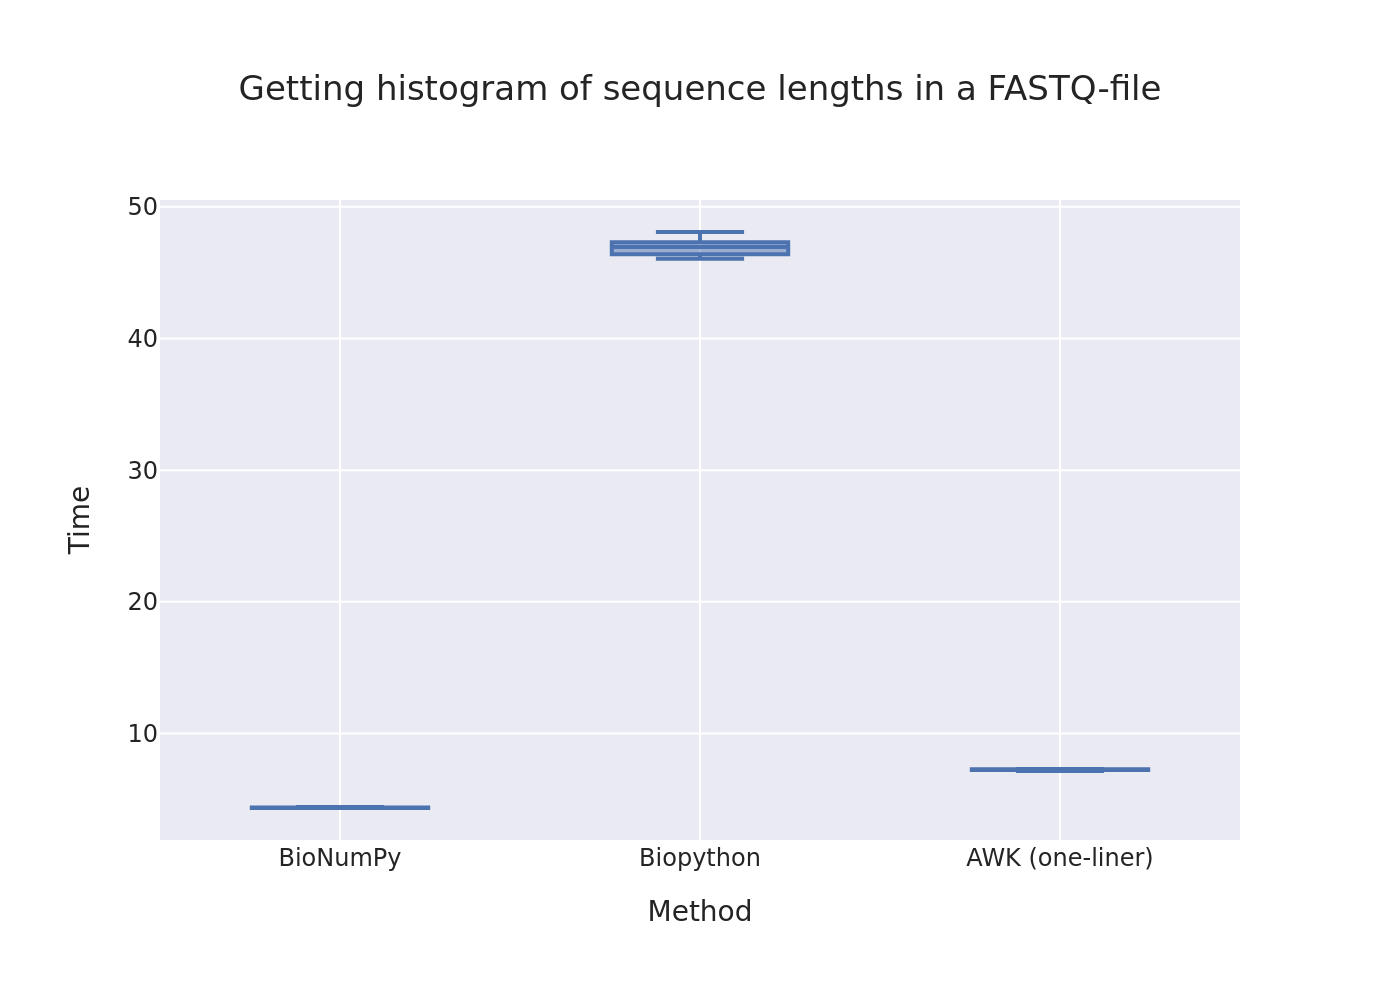 Getting histogram of sequence lengths in a FASTQ-file
50
40
30
20
10
Time
BioNumPy Biopython AWK (one-liner)
Method